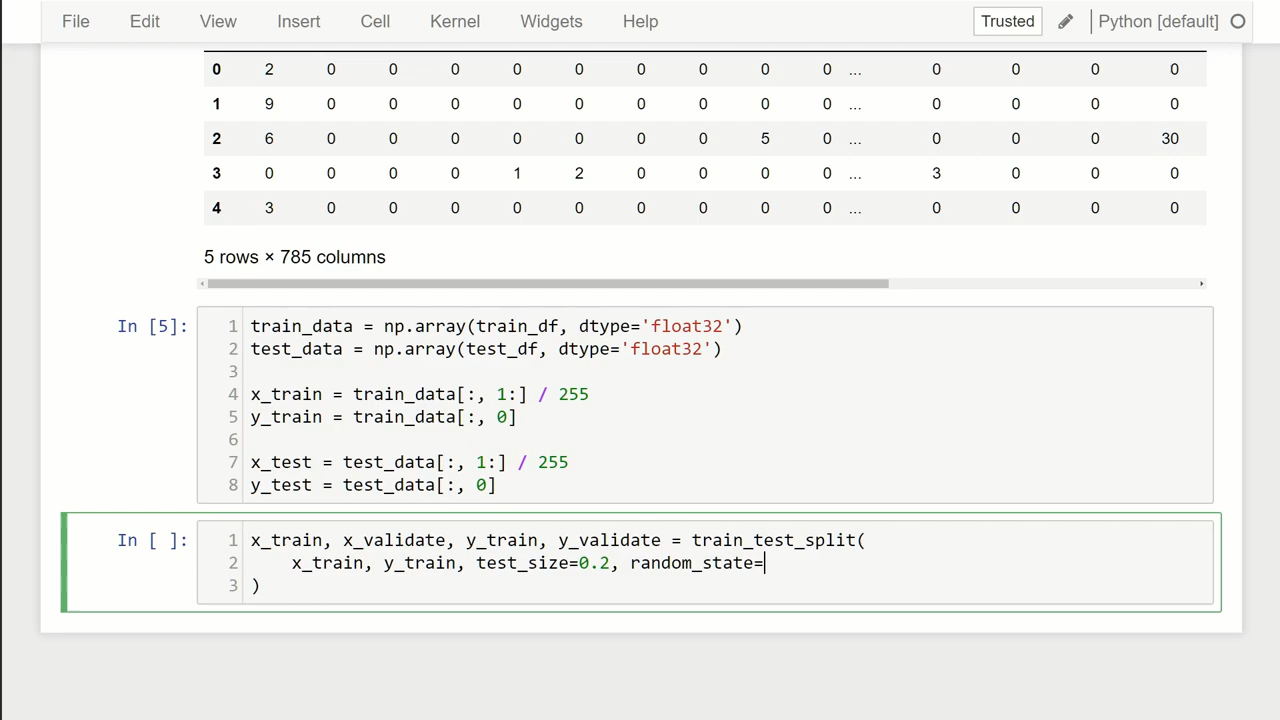 File Edit View Insert Cell Kernel Widgets Help Trusted Python [default]
0 2 0 0 0 0 0 0 0 0 0 ... 0 0 0 0
1 9 0 0 0 0 0 0 0 0 0 ... 0 0 0 0
2 6 0 0 0 0 0 0 0 5 0 ... 0 0 0 30
3 0 0 0 0 1 2 0 0 0 0 ... 3 0 0 0
4 3 0 0 0 0 0 0 0 0 0 ... 0 0 0 0
5 rows × 785 columns
In [5]: 1 train_data = np.array(train_df, dtype='float32')
2 test_data = np.array(test_df, dtype='float32')
3
4 x_train = train_data[:, 1:] / 255
5 y_train = train_data[:, 0]
6
7 x_test = test_data[:, 1:] / 255
8 y_test = test_data[:, 0]
In [ ]: 1 x_train, x_validate, y_train, y_validate = train_test_split(
2     x_train, y_train, test_size=0.2, random_state=
3 )